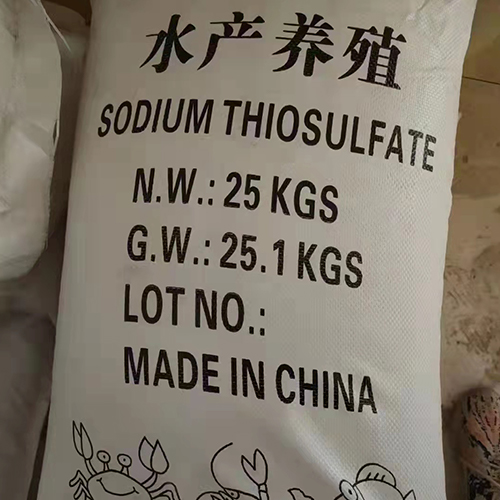 水产养殖
SODIUM THIOSULFATE
N.W.: 25 KGS
G.W.: 25.1 KGS
LOT NO.:
MADE IN CHINA